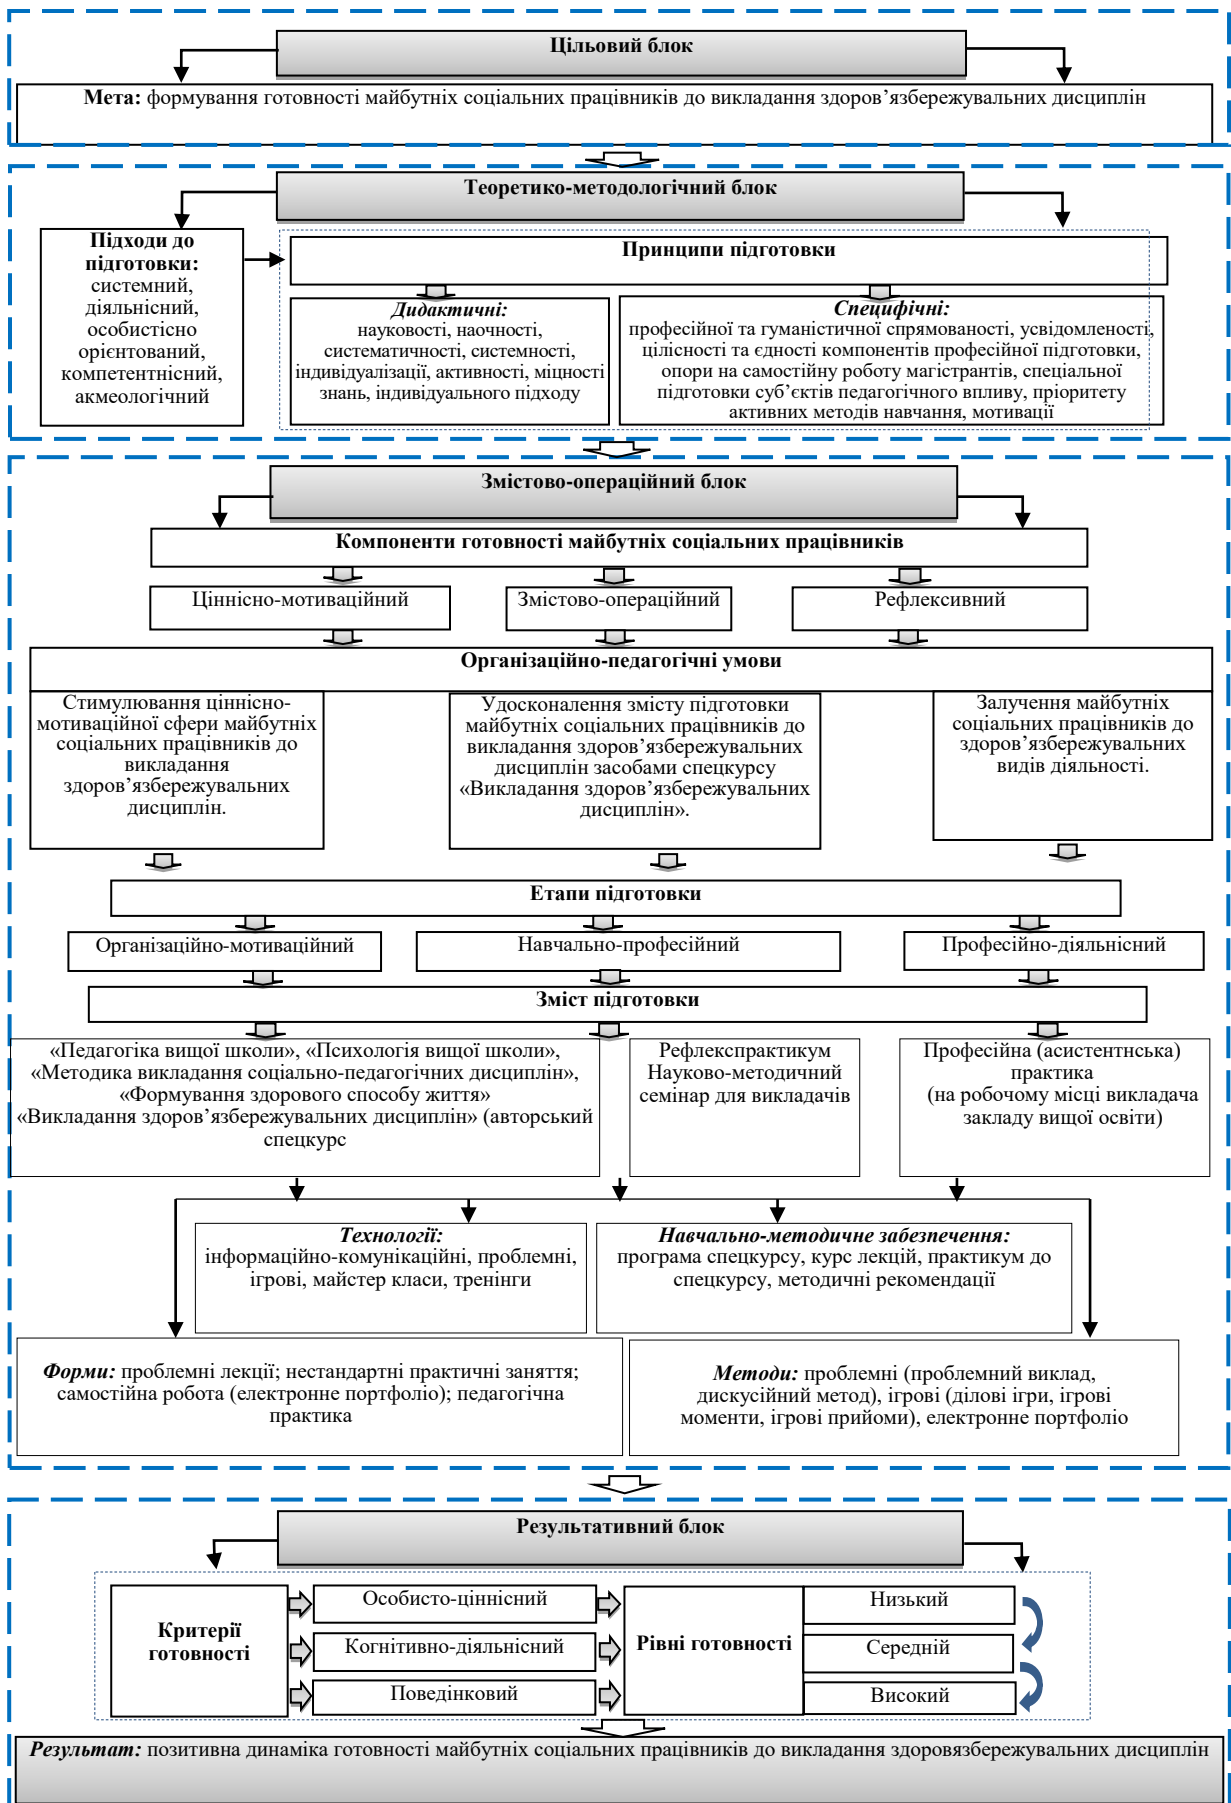 Цільовий блок
Мета: формування готовності майбутніх соціальних працівників до викладання здоров’язбережувальних дисциплін
Теоретико-методологічний блок
Підходи до
підготовки:
системний,
діяльнісний,
особистісно
орієнтований,
компетентнісний,
акмеологічний
Принципи підготовки
Дидактичні:
науковості, наочності,
систематичності, системності,
індивідуалізації, активності, міцності
знань, індивідуального підходу
Специфічні:
професійної та гуманістичної спрямованості, усвідомленості,
цілісності та єдності компонентів професійної підготовки,
опори на самостійну роботу магістрантів, спеціальної
підготовки суб’єктів педагогічного впливу, пріоритету
активних методів навчання, мотивації
Змістово-операційний блок
Компоненти готовності майбутніх соціальних працівників
Ціннісно-мотиваційний
Змістово-операційний
Рефлексивний
Організаційно-педагогічні умови
Стимулювання ціннісно-
мотиваційної сфери майбутніх
соціальних працівників до
викладання
здоров’язбережувальних
дисциплін.
Удосконалення змісту підготовки
майбутніх соціальних працівників до
викладання здоров’язбережувальних
дисциплін засобами спецкурсу
«Викладання здоров’язбережувальних
дисциплін».
Залучення майбутніх
соціальних працівників до
здоров’язбережувальних
видів діяльності.
Етапи підготовки
Організаційно-мотиваційний
Навчально-професійний
Професійно-діяльнісний
Зміст підготовки
«Педагогіка вищої школи», «Психологія вищої школи»,
«Методика викладання соціально-педагогічних дисциплін»,
«Формування здорового способу життя»
«Викладання здоров’язбережувальних дисциплін» (авторський
спецкурс
Рефлекспрактикум
Науково-методичний
семінар для викладачів
Професійна (асистентнська)
практика
(на робочому місці викладача
закладу вищої освіти)
Технології:
інформаційно-комунікаційні, проблемні,
ігрові, майстер класи, тренінги
Навчально-методичне забезпечення:
програма спецкурсу, курс лекцій, практикум до
спецкурсу, методичні рекомендації
Форми: проблемні лекції; нестандартні практичні заняття;
самостійна робота (електронне портфоліо); педагогічна
практика
Методи: проблемні (проблемний виклад,
дискусійний метод), ігрові (ділові ігри, ігрові
моменти, ігрові прийоми), електронне портфоліо
Результативний блок
Критерії
готовності
Особисто-ціннісний
Когнітивно-діяльнісний
Поведінковий
Рівні готовності
Низький
Середній
Високий
Результат: позитивна динаміка готовності майбутніх соціальних працівників до викладання здоровязбережувальних дисциплін